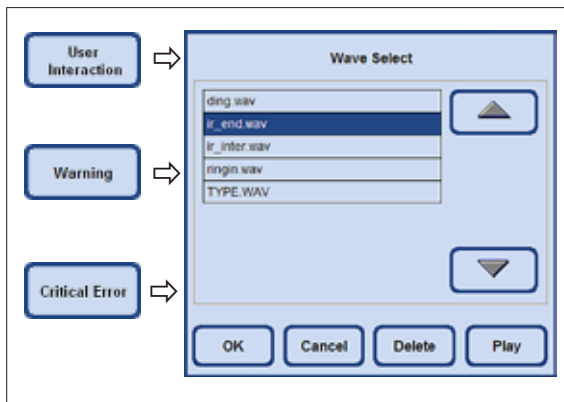 User
Interaction
Wave Select
ding.wav
ir_end.wav
ir_inter.wav
ringin.wav
TYPE.WAV
Warning
Critical Error
OK
Cancel
Delete
Play